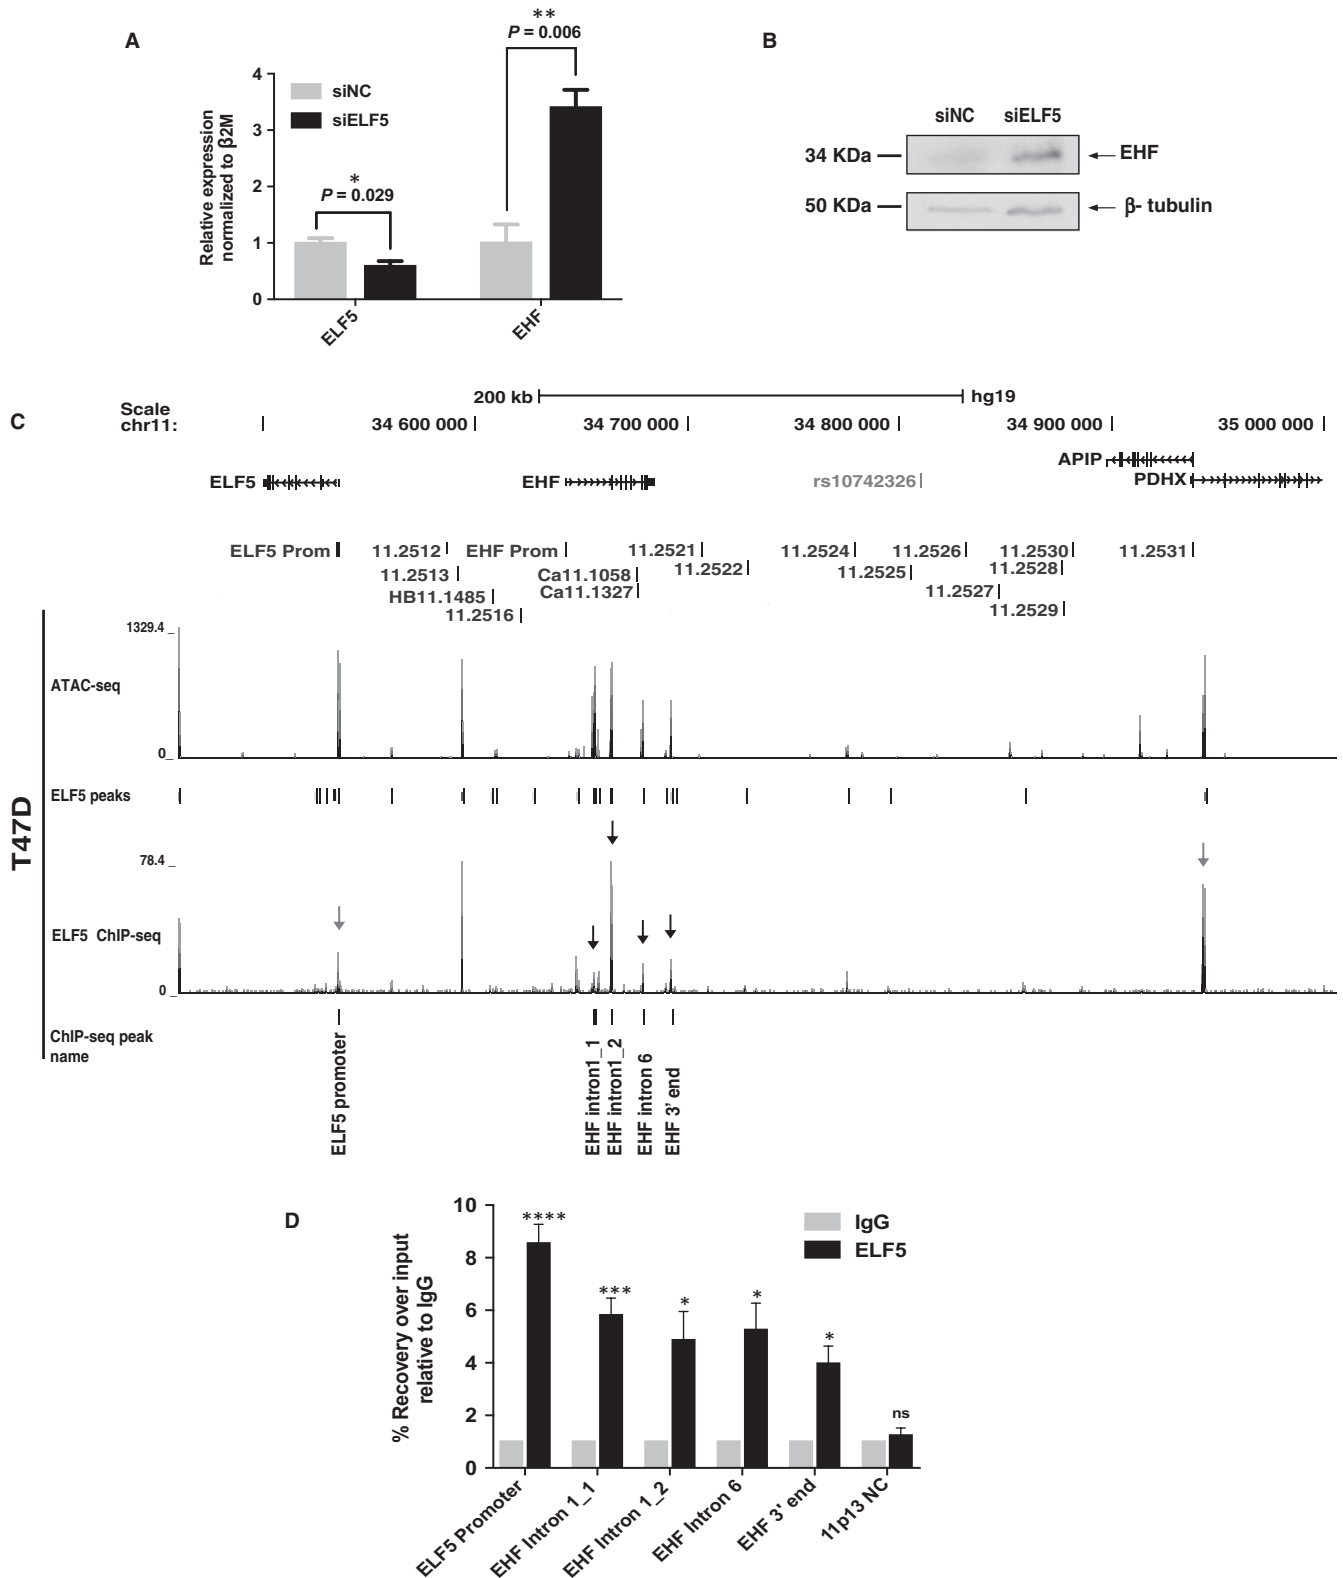 A
**
P = 0.006
4
3
2
1
0
Relative expression
normalized to β2M
siNC
siELF5
*
P = 0.029
ELF5
EHF
B
siNC
siELF5
34 KDa
EHF
50 KDa
β- tubulin
C
Scale
chr11:
200 kb
hg19
34 600 000
34 700 000
34 800 000
34 900 000
35 000 000
ELF5
EHF
rs10742326
APIP
PDHX
ELF5 Prom
11.2512
EHF Prom
11.2521
11.2524
11.2526
11.2530
11.2531
11.2513
Ca11.1058
11.2522
11.2525
11.2528
HB11.1485
Ca11.1327
11.2527
11.2516
11.2529
T47D
1329.4 _
ATAC-seq
0 _
ELF5 peaks
78.4 _
ELF5 ChIP-seq
0 _
ChIP-seq peak
name
ELF5 promoter
EHF intron1_1
EHF intron1_2
EHF intron 6
EHF 3' end
D
10
8
6
4
2
0
% Recovery over input
relative to IgG
IgG
ELF5
****
***
*
*
*
ns
ELF5 Promoter
EHF Intron 1_1
EHF Intron 1_2
EHF Intron 6
EHF 3' end
11p13 NC